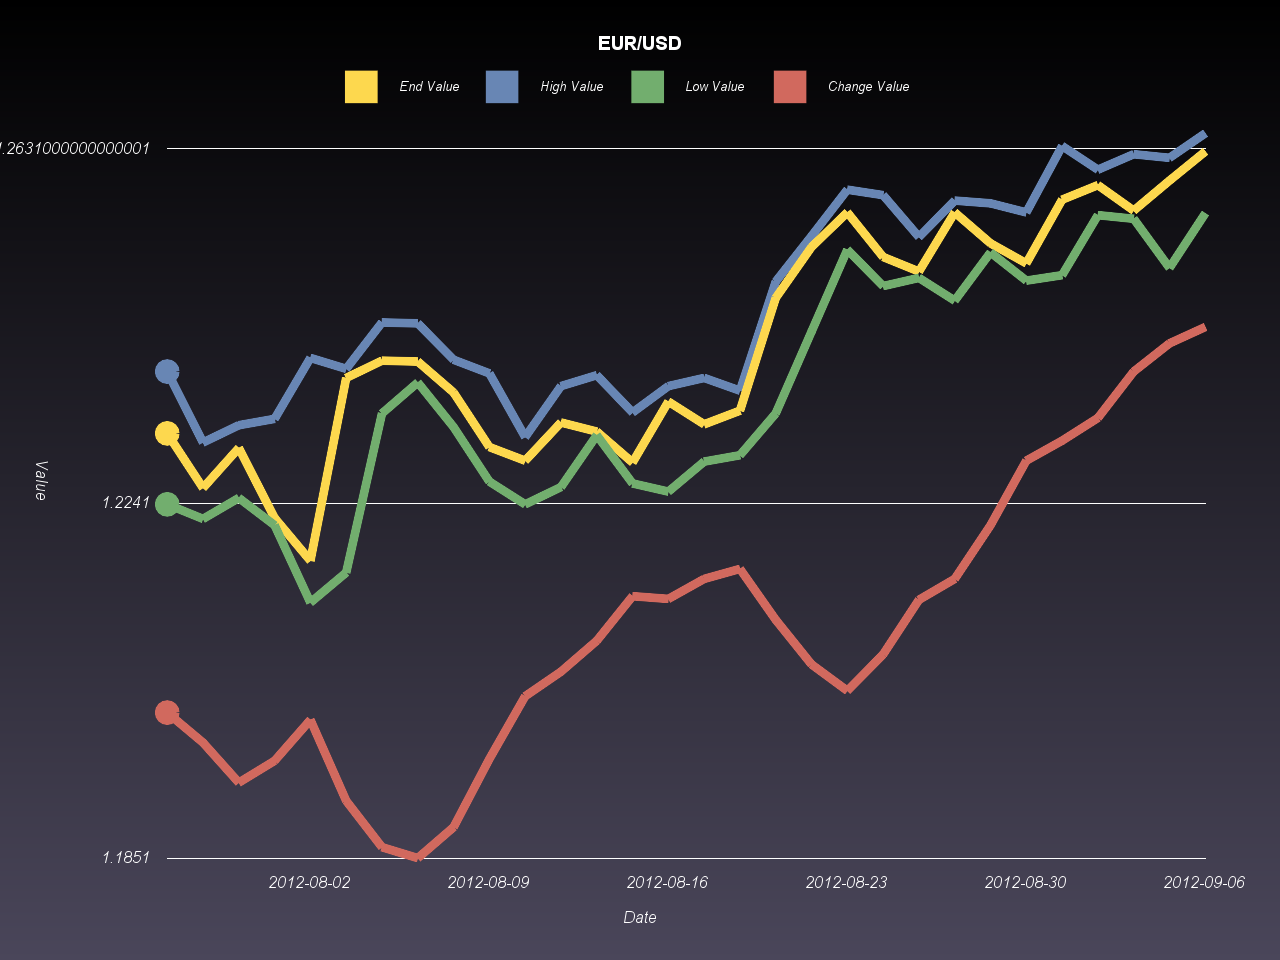 EUR/USD
End Value High Value Low Value Change Value
1.2631000000000001
1.2241
1.1851
Value
2012-08-02 2012-08-09 2012-08-16 2012-08-23 2012-08-30 2012-09-06
Date